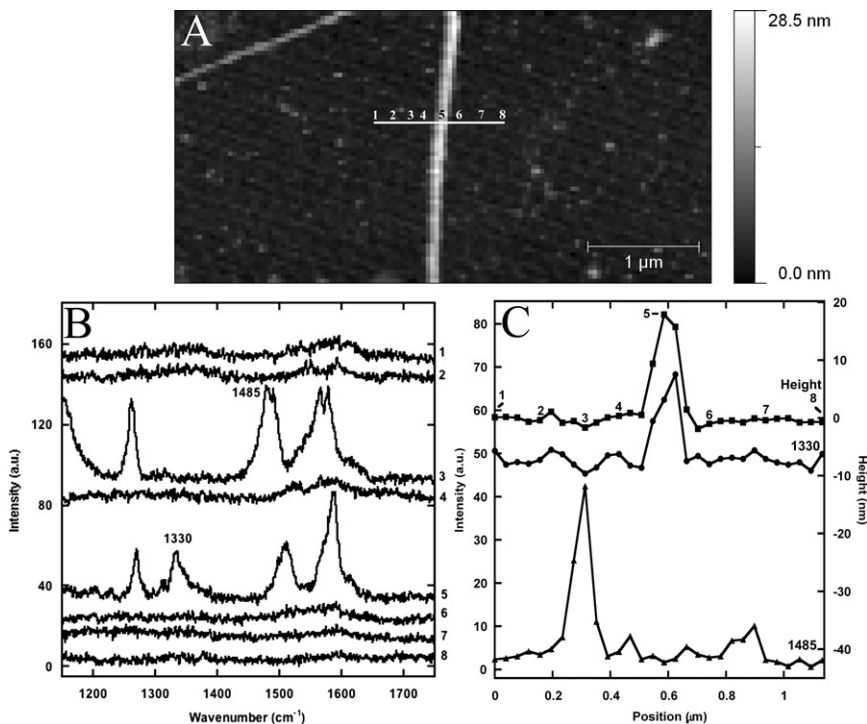 A
28.5 nm
1 2 3 4 5 6 7 8
1 µm
0.0 nm
B
160
120
80
40
0
1485
1330
1
2
3
4
5
6
7
8
1200 1300 1400 1500 1600 1700
Intensity (a.u.)
Wavenumber (cm-1)
C
80
70
60
50
40
30
20
10
0
20
10
0
-10
-20
-30
-40
5
1
2
3
4
6
7
Height
8
1330
1485
0 0.2 0.4 0.6 0.8 1
Intensity (a.u.)
Height (nm)
Position (µm)